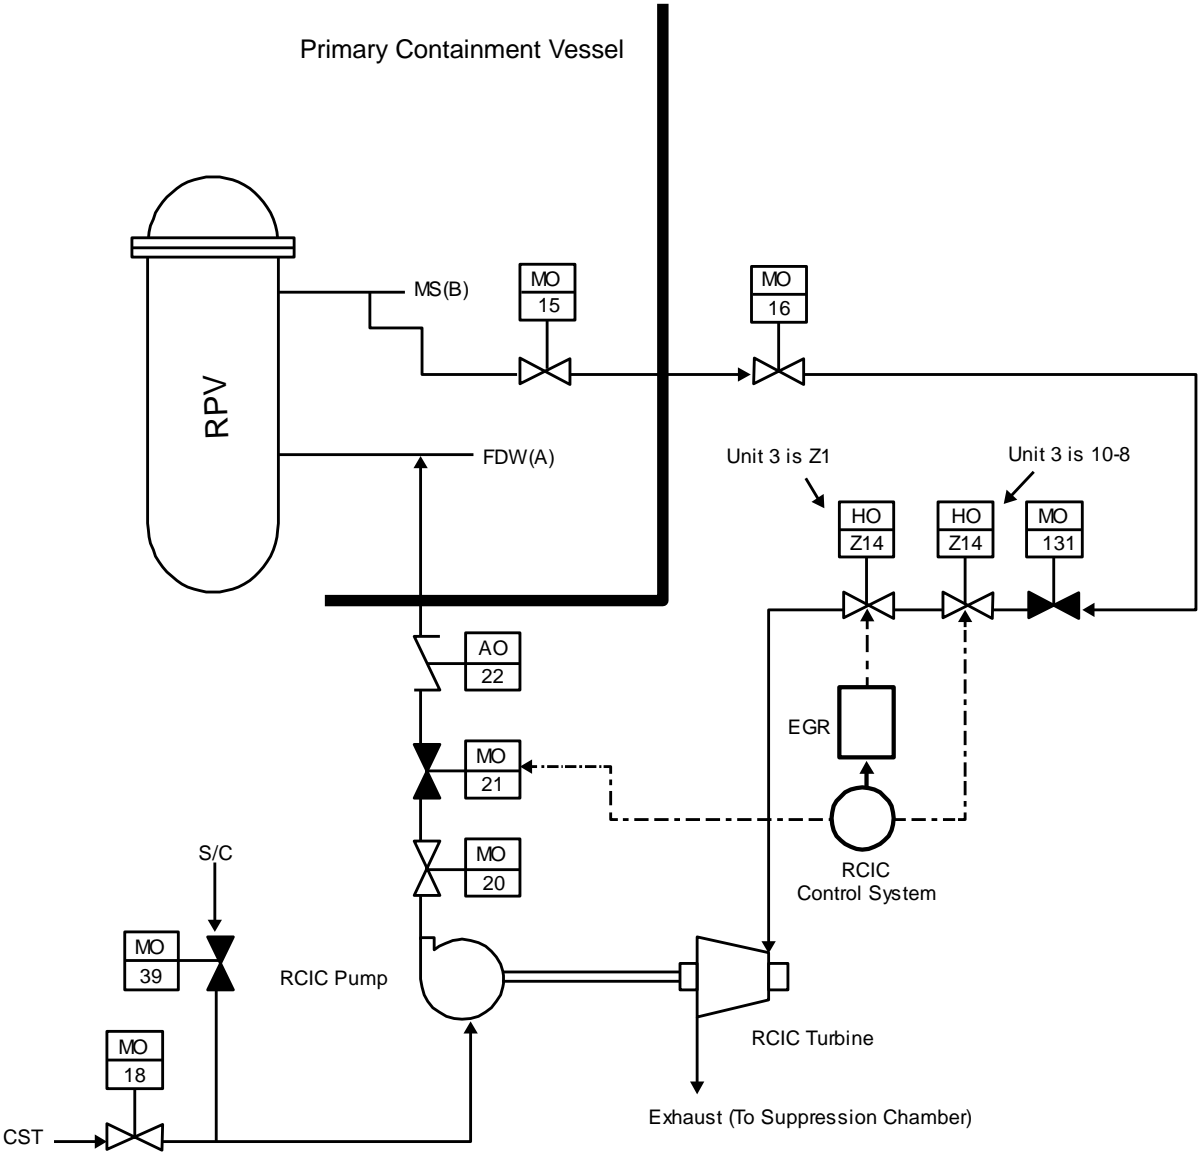 Primary Containment Vessel
MO
15
MO
16
MS(B)
RPV
FDW(A)
Unit 3 is Z1
Unit 3 is 10-8
HO
Z14
HO
Z14
MO
131
AO
22
EGR
MO
21
MO
20
RCIC
Control System
S/C
MO
39
RCIC Pump
RCIC Turbine
MO
18
Exhaust (To Suppression Chamber)
CST